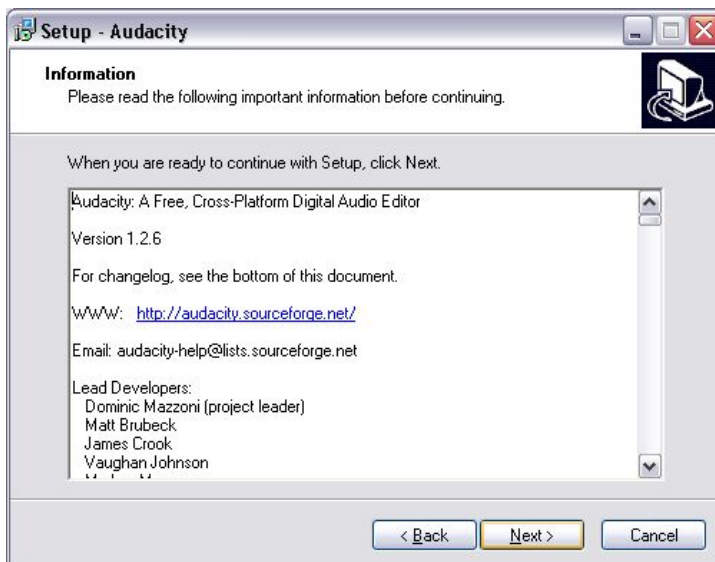 Setup - Audacity
Information
Please read the following important information before continuing.
When you are ready to continue with Setup, click Next.
Audacity: A Free, Cross-Platform Digital Audio Editor
Version 1.2.6
For changelog, see the bottom of this document.
WWW: http://audacity.sourceforge.net/
Email: audacity-help@lists.sourceforge.net
Lead Developers:
Dominic Mazzoni (project leader)
Matt Brubeck
James Crook
Vaughan Johnson
< Back
Next >
Cancel